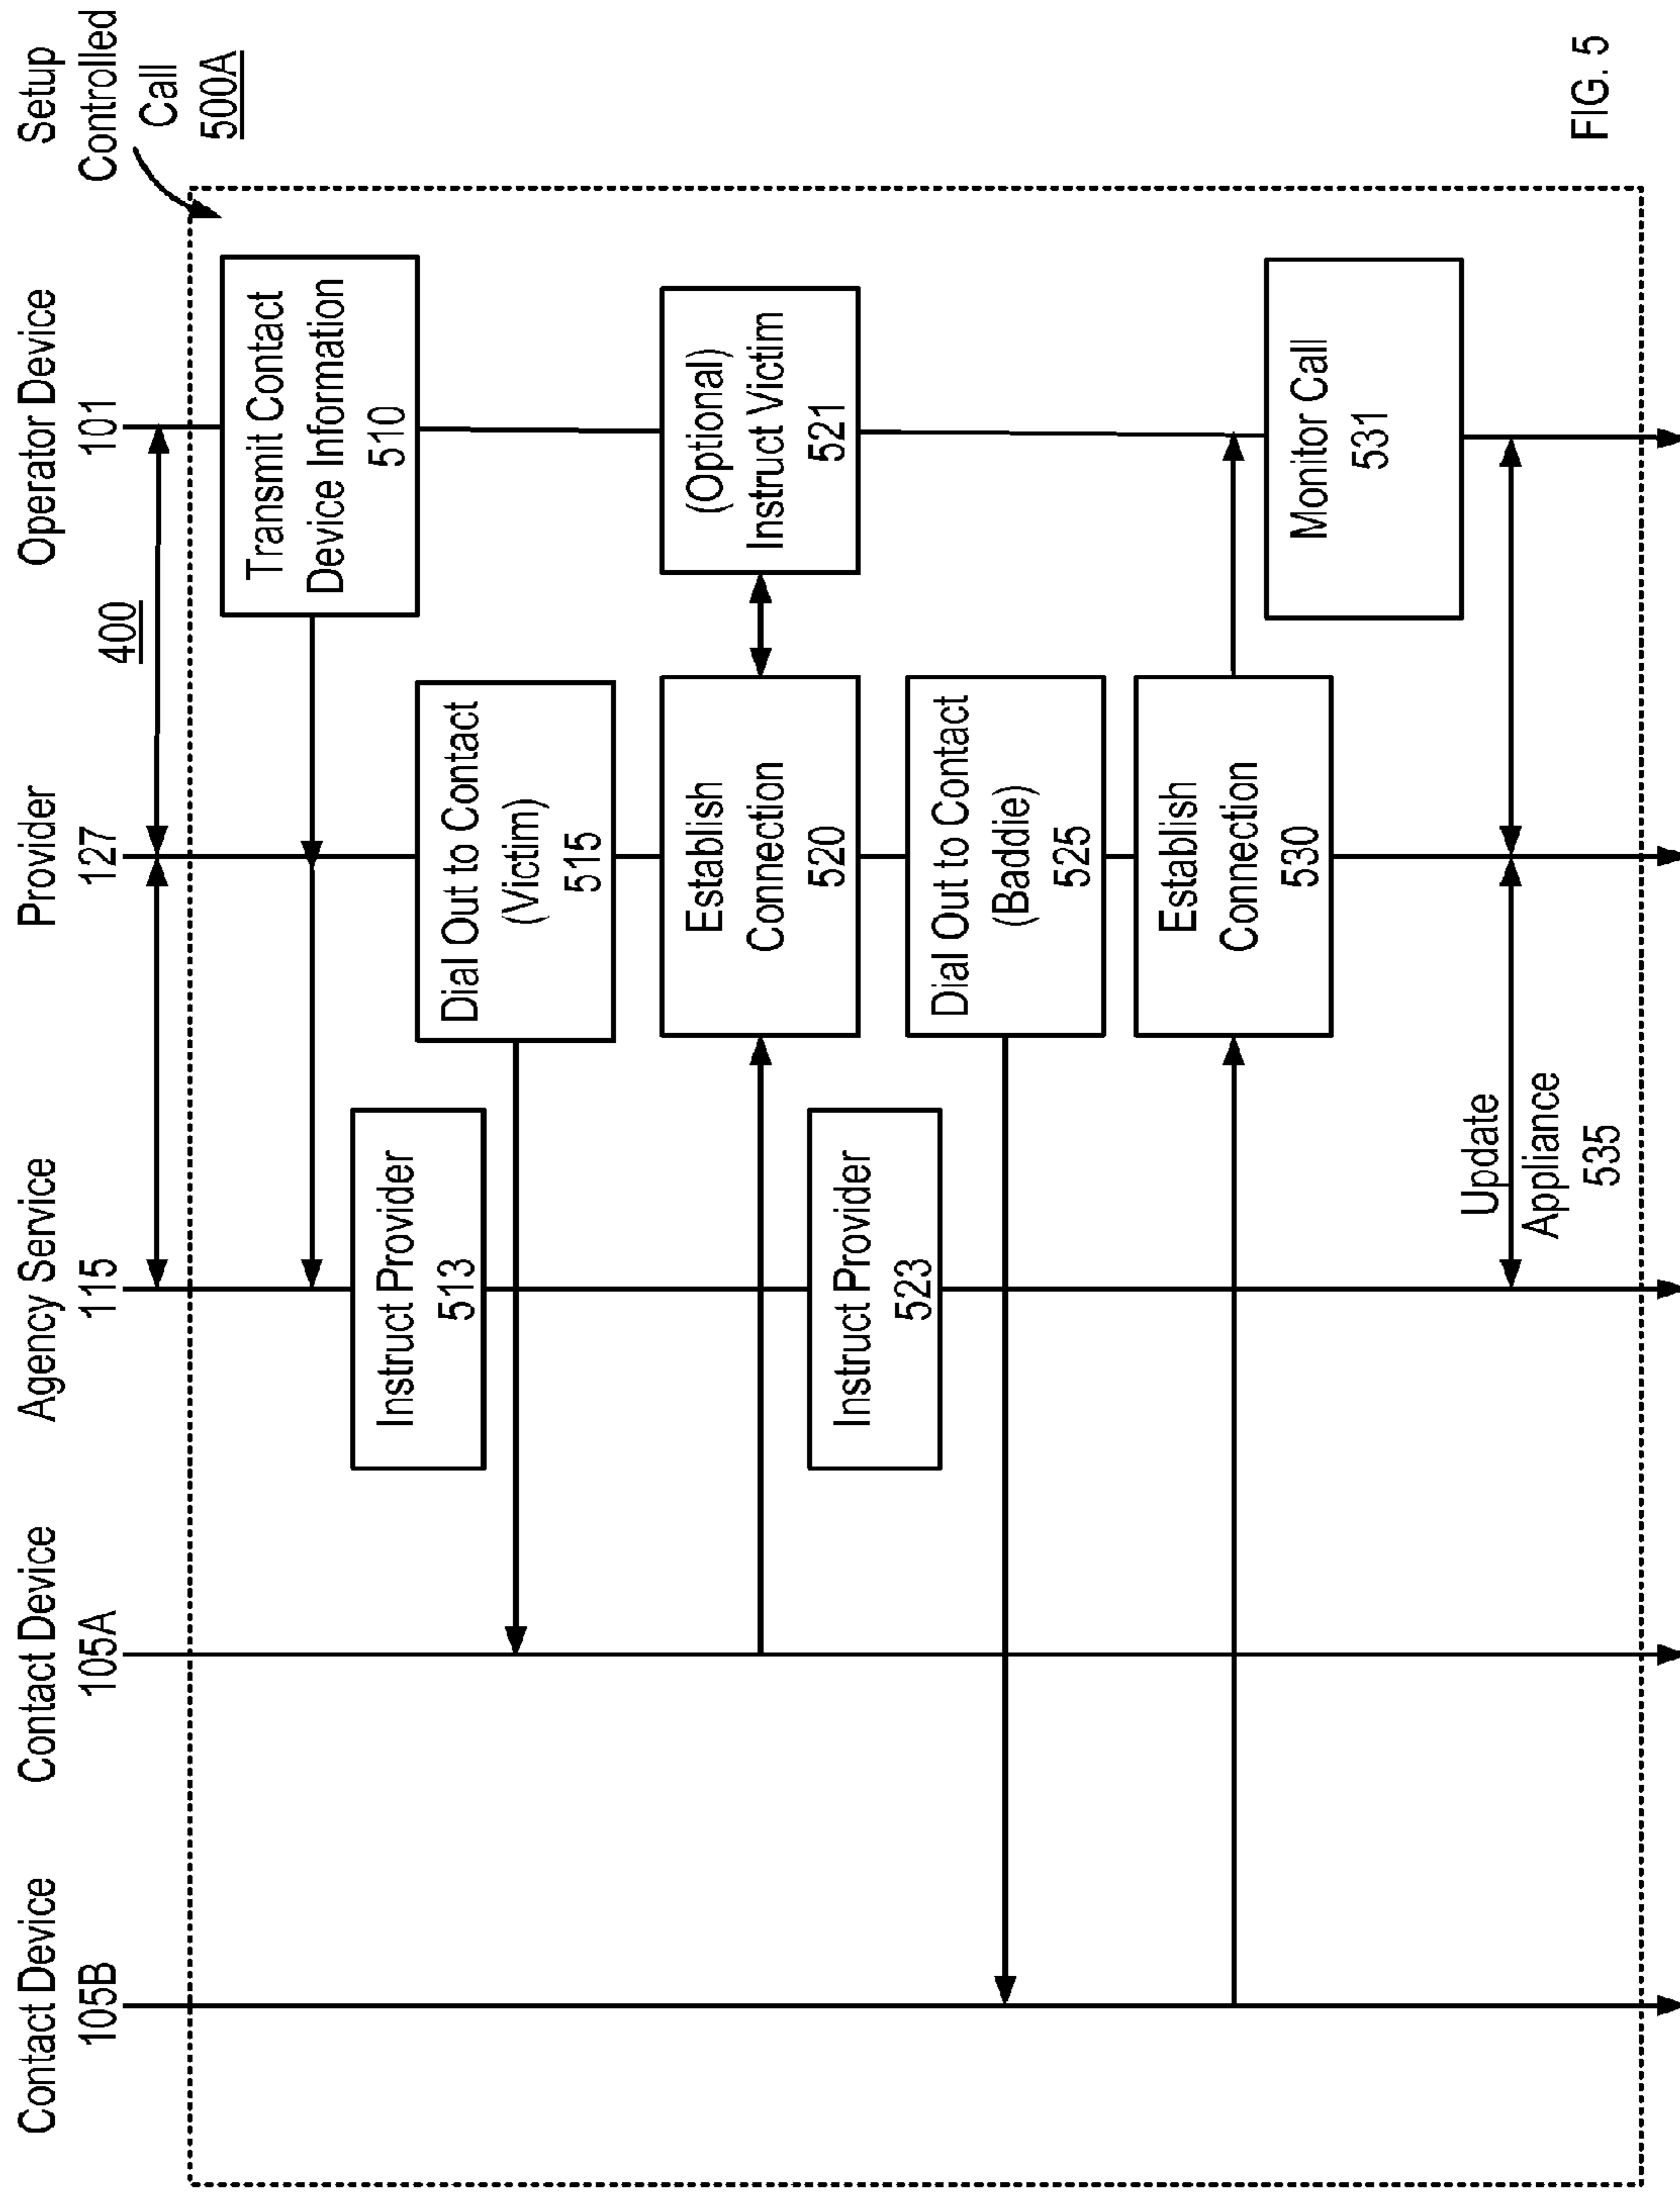 Contact Device
105B
Contact Device
105A
Agency Service
115
Provider
127
Operator Device
101
Setup
Controlled
Call
500A
400
Transmit Contact
Device Information
510
Instruct Provider
513
Dial Out to Contact
(Victim)
515
Establish
Connection
520
(Optional)
Instruct Victim
521
Instruct Provider
523
Dial Out to Contact
(Baddie)
525
Establish
Connection
530
Monitor Call
531
Update
Appliance
535
FIG. 5